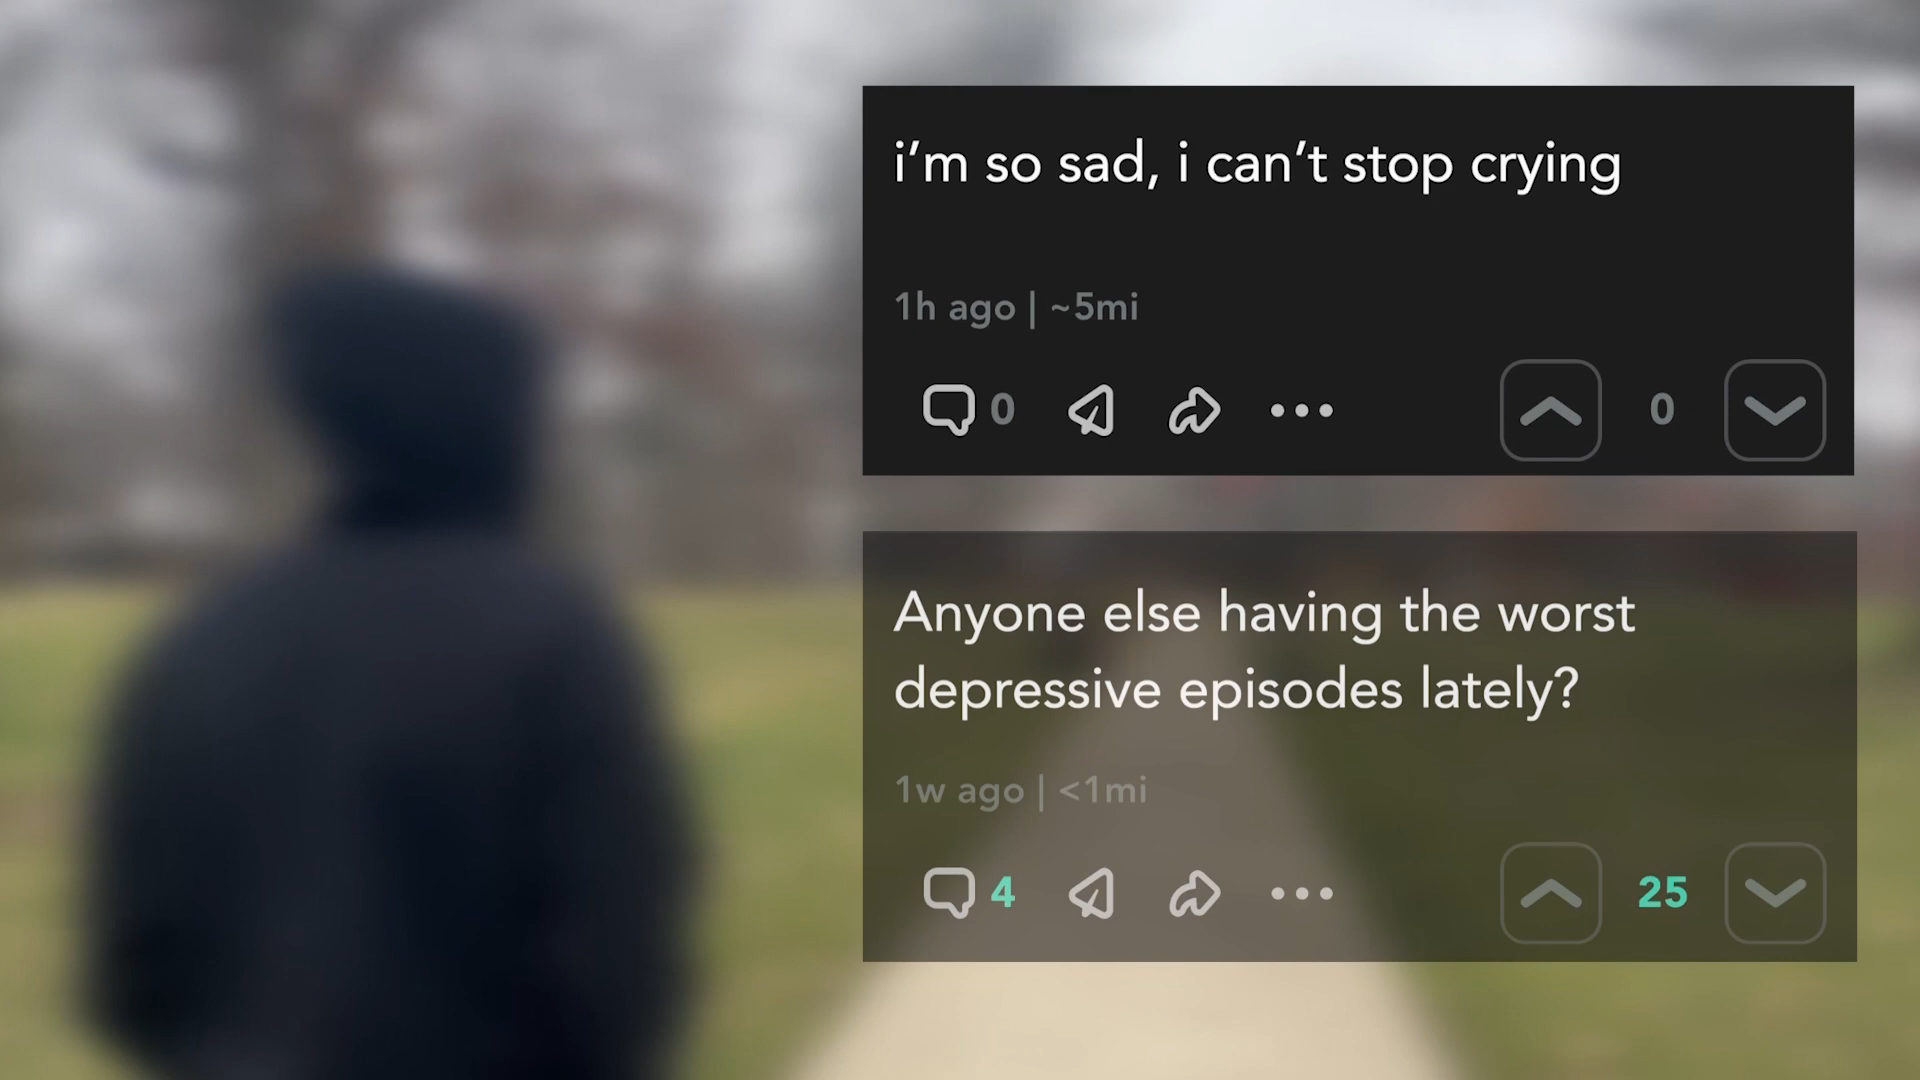 i’m so sad, i can’t stop crying
1h ago | ~5mi
0
0
Anyone else having the worst
depressive episodes lately?
1w ago | <1mi
4
25